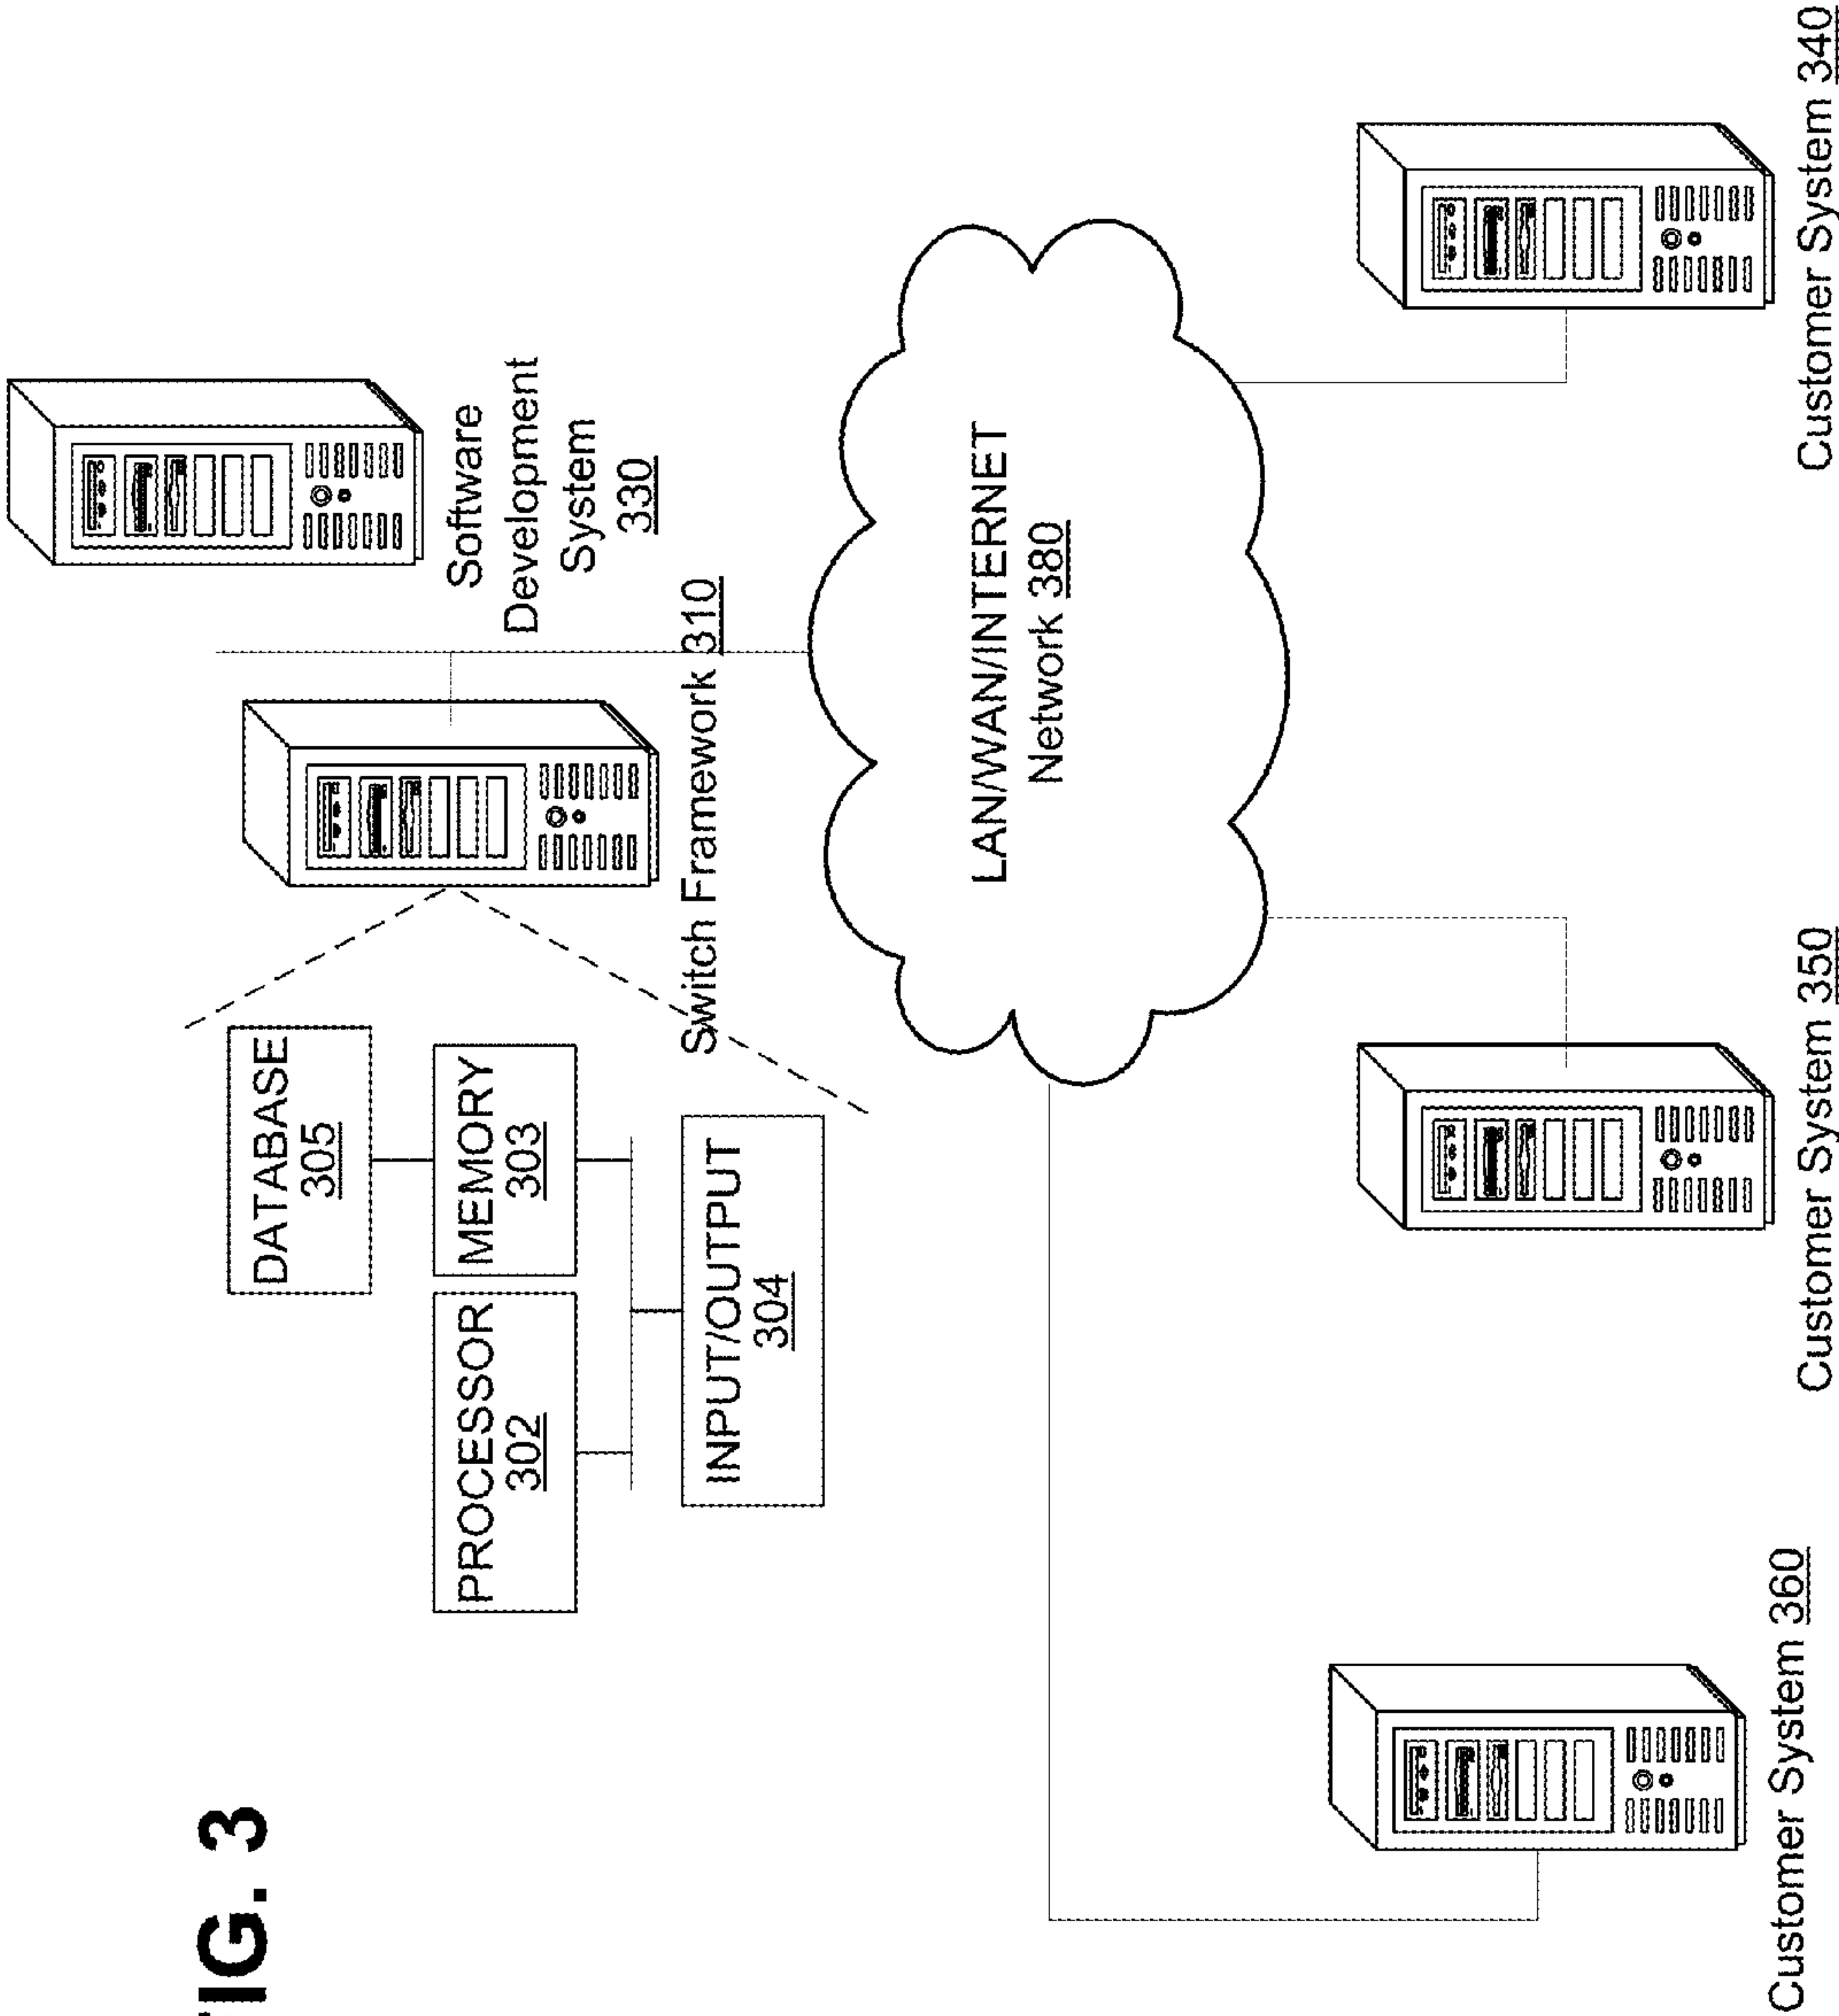 FIG. 3
DATABASE
305
PROCESSOR
302
MEMORY
303
INPUT/OUTPUT
304
Switch Framework 310
Software
Development
System
330
LAN/WAN/INTERNET
Network 380
Customer System 360
Customer System 350
Customer System 340